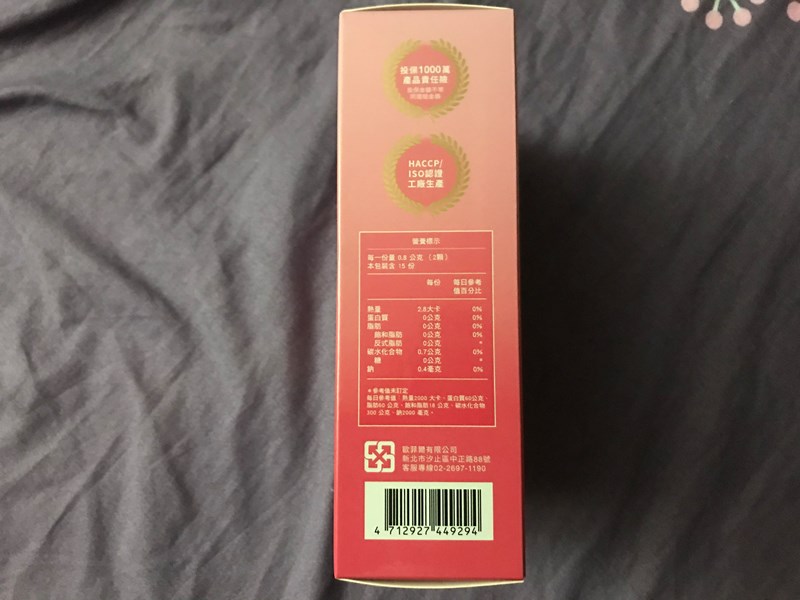 投保1000萬
產品責任險
HACCP/
ISO認證
工廠生產
營養標示
每一份量 0.8 公克（2顆）
本包裝含 15 份
每份 每日參考
值百分比
熱量 2.8大卡 0%
蛋白質 0公克 0%
脂肪 0公克 0%
飽和脂肪 0公克 0%
反式脂肪 0公克 *
碳水化合物 0.7公克 0%
糖 0公克 *
鈉 0.4毫克 0%
＊參考值未訂定
每日參考值：熱量2000 大卡、蛋白質60公克、
脂肪60 公克、飽和脂肪18 公克、碳水化合物
300 公克、鈉2000 毫克。
歐菲爾有限公司
新北市汐止區中正路88號
客服專線02-2697-1190
4 712927 449294